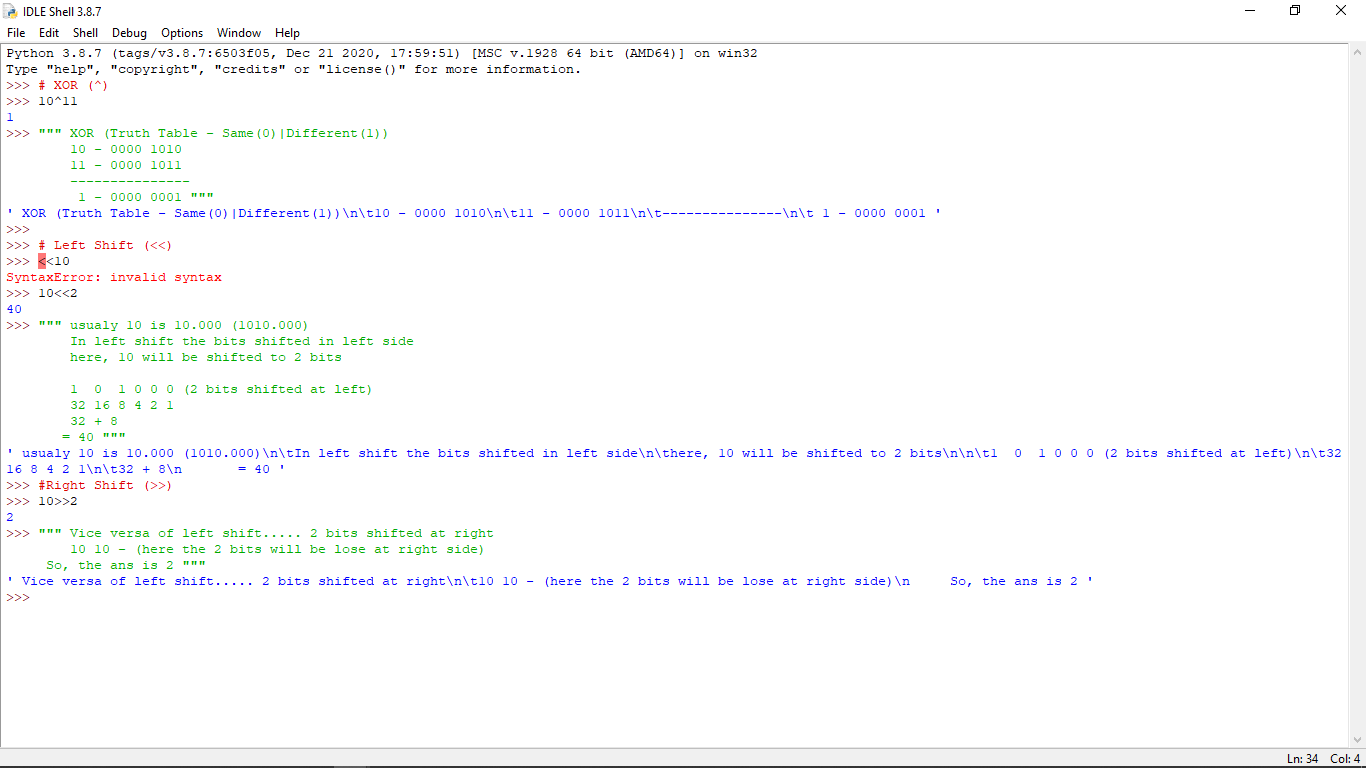 IDLE Shell 3.8.7
File Edit Shell Debug Options Window Help
Python 3.8.7 (tags/v3.8.7:6503f05, Dec 21 2020, 17:59:51) [MSC v.1928 64 bit (AMD64)] on win32
Type "help", "copyright", "credits" or "license()" for more information.
>>> # XOR (^)
>>> 10^11
1
>>> """ XOR (Truth Table - Same(0)|Different(1))
        10 - 0000 1010
        11 - 0000 1011
        ---------------
         1 - 0000 0001 """
' XOR (Truth Table - Same(0)|Different(1))\n\t10 - 0000 1010\n\t11 - 0000 1011\n\t---------------\n\t 1 - 0000 0001 '
>>>
>>> # Left Shift (<<)
>>> <<10
SyntaxError: invalid syntax
>>> 10<<2
40
>>> """ usualy 10 is 10.000 (1010.000)
        In left shift the bits shifted in left side
        here, 10 will be shifted to 2 bits

        1  0  1 0 0 0 (2 bits shifted at left)
        32 16 8 4 2 1
        32 + 8
       = 40 """
' usualy 10 is 10.000 (1010.000)\n\tIn left shift the bits shifted in left side\n\there, 10 will be shifted to 2 bits\n\n\t1  0  1 0 0 0 (2 bits shifted at left)\n\t32
16 8 4 2 1\n\t32 + 8\n       = 40 '
>>> #Right Shift (>>)
>>> 10>>2
2
>>> """ Vice versa of left shift..... 2 bits shifted at right
        10 10 - (here the 2 bits will be lose at right side)
     So, the ans is 2 """
' Vice versa of left shift..... 2 bits shifted at right\n\t10 10 - (here the 2 bits will be lose at right side)\n     So, the ans is 2 '
>>>
Ln: 34 Col: 4